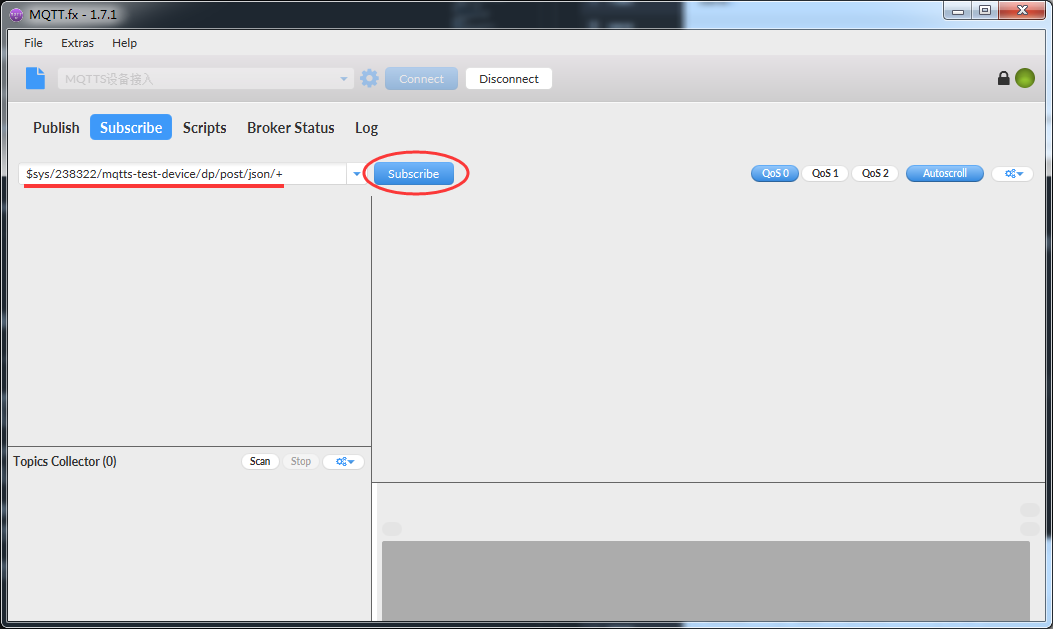 MQTT.fx - 1.7.1
File Extras Help
MQTTS设备接入 Connect Disconnect
Publish Subscribe Scripts Broker Status Log
$sys/238322/mqtts-test-device/dp/post/json/+ Subscribe QoS 0 QoS 1 QoS 2 Autoscroll
Topics Collector (0) Scan Stop